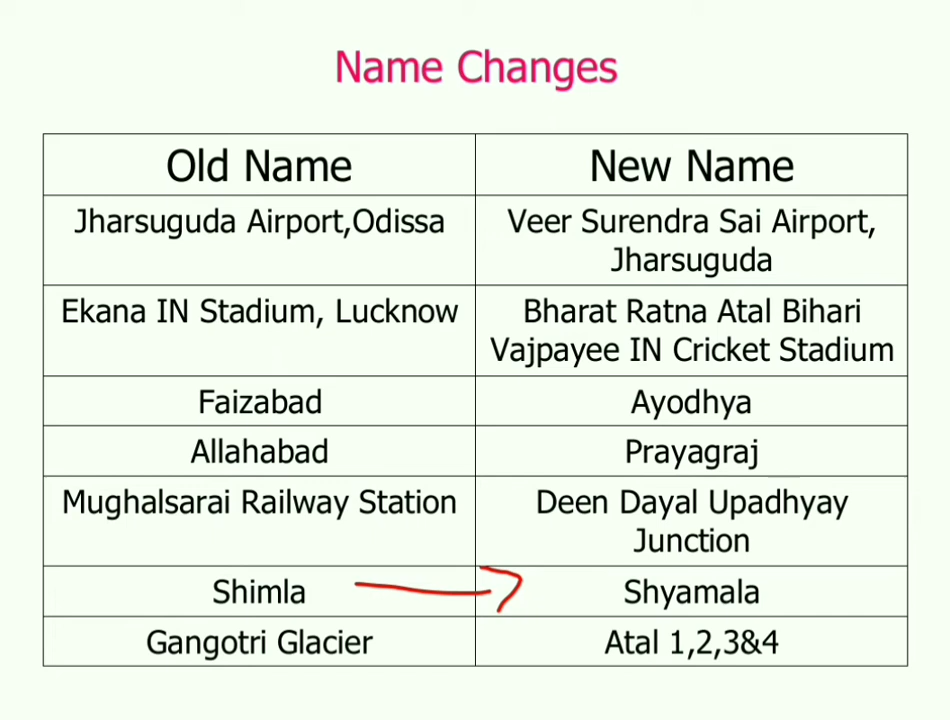 Name Changes
Old Name
New Name
Jharsuguda Airport,Odissa
Veer Surendra Sai Airport,
Jharsuguda
Ekana IN Stadium, Lucknow
Bharat Ratna Atal Bihari
Vajpayee IN Cricket Stadium
Faizabad
Ayodhya
Allahabad
Prayagraj
Mughalsarai Railway Station
Deen Dayal Upadhyay
Junction
Shimla
Shyamala
Gangotri Glacier
Atal 1,2,3&4